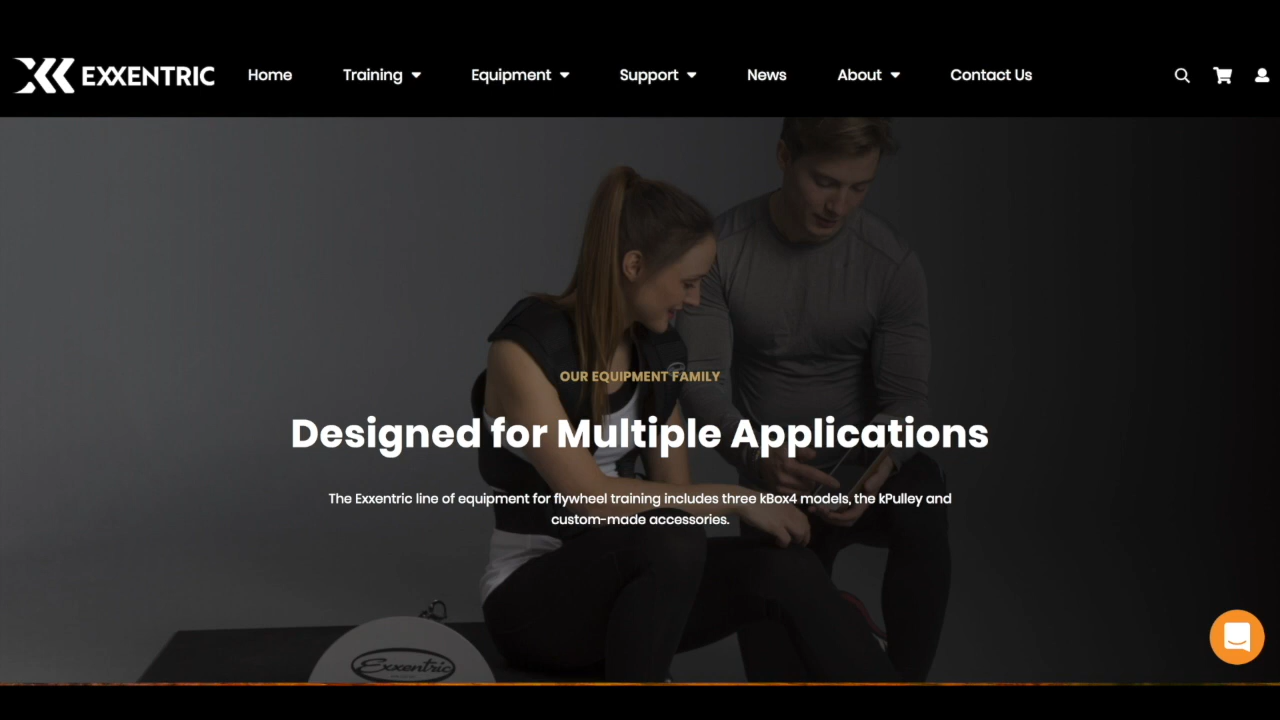 EXXENTRIC
Home Training Equipment Support News About Contact Us
OUR EQUIPMENT FAMILY
Designed for Multiple Applications
The Exxentric line of equipment for flywheel training includes three kBox4 models, the kPulley and
custom-made accessories.
Exxentric